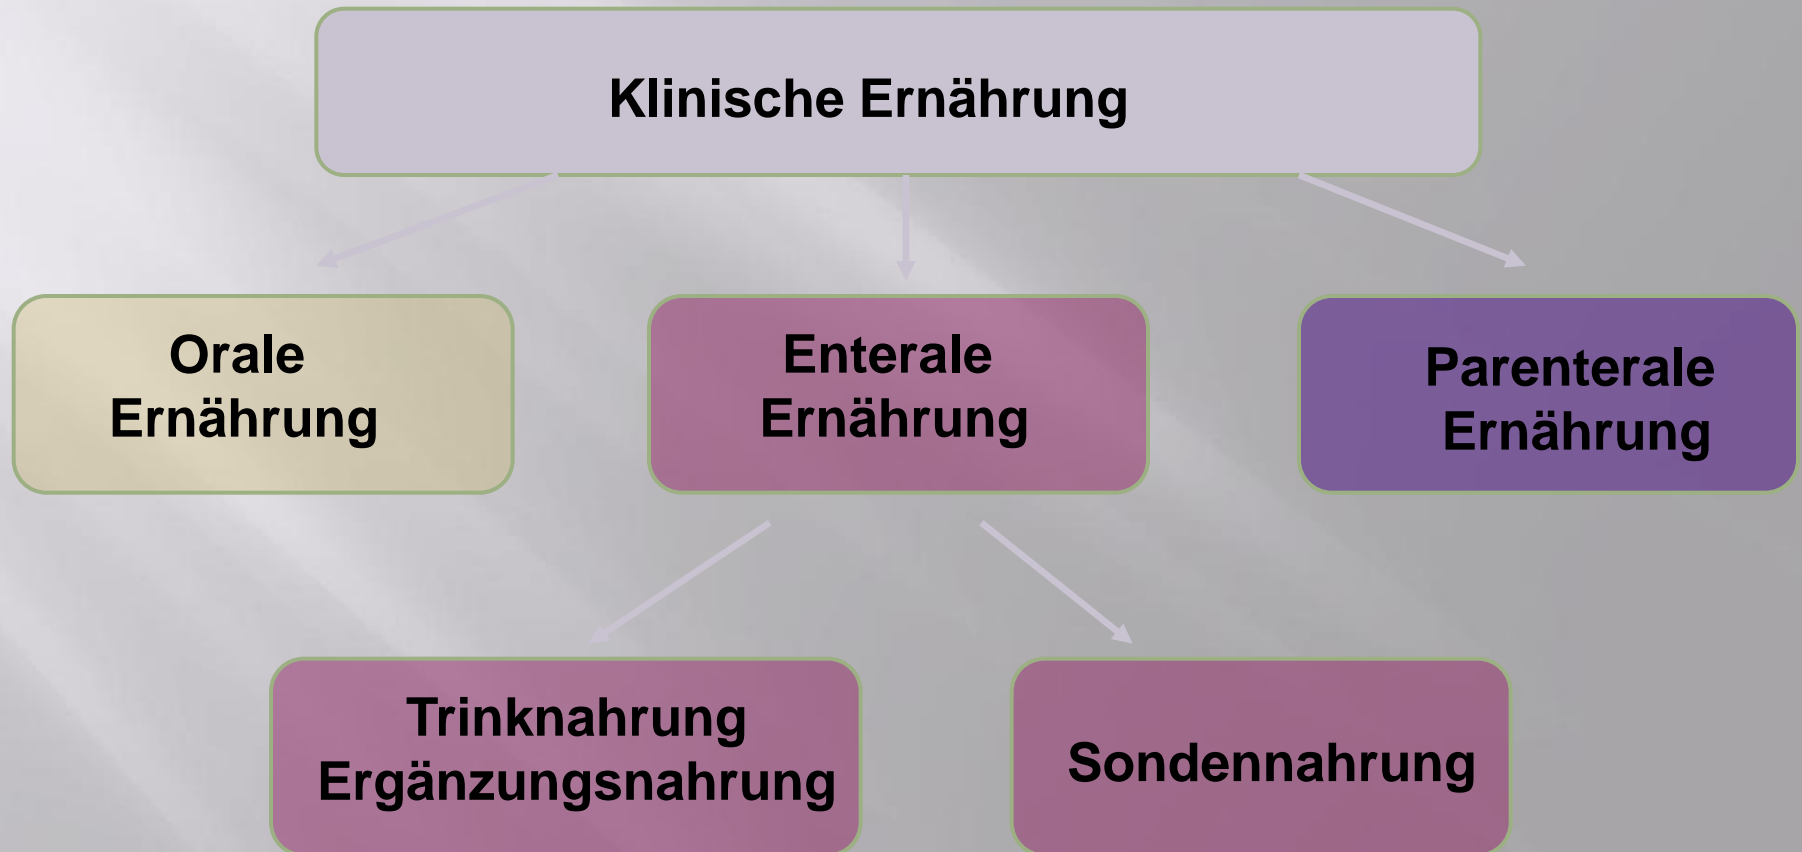 Klinische Ernährung
Orale
Ernährung
Enterale
Ernährung
Parenterale
Ernährung
Trinknahrung
Ergänzungsnahrung
Sondennahrung